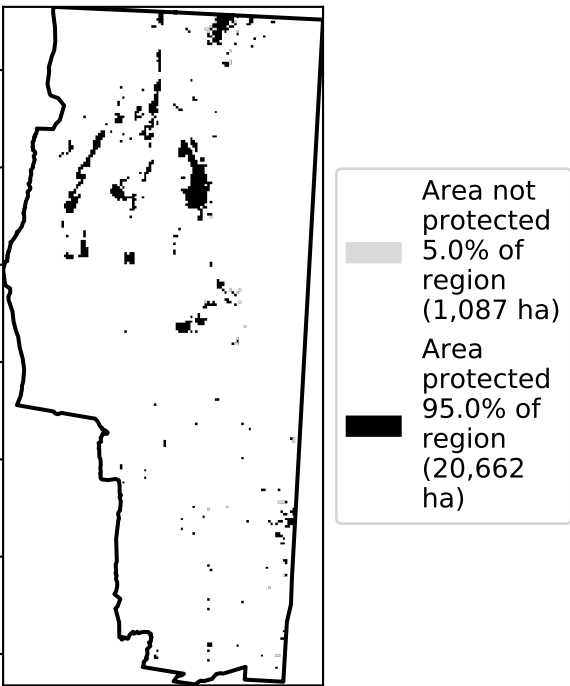 Area not
protected
5.0% of
region
(1,087 ha)
Area
protected
95.0% of
region
(20,662
ha)